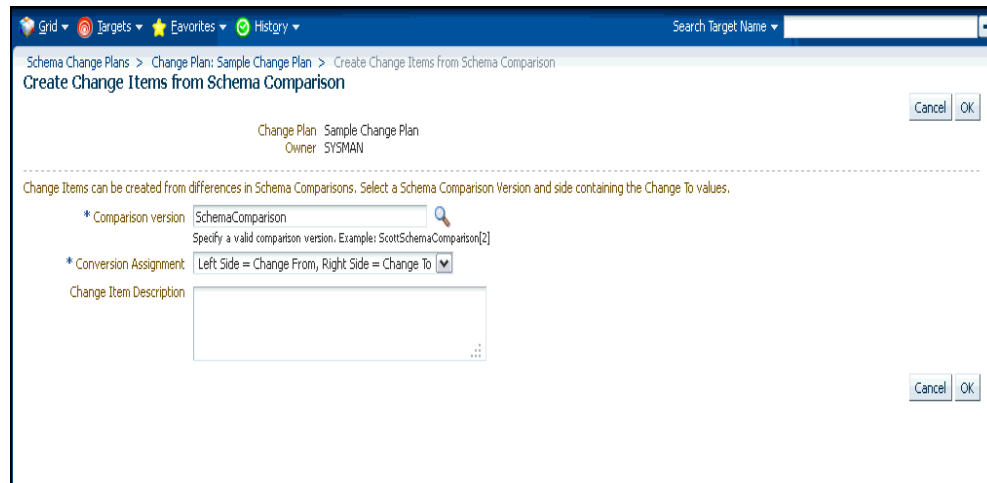 Grid Targets Favorites History Search Target Name
Schema Change Plans > Change Plan: Sample Change Plan > Create Change Items from Schema Comparison
Create Change Items from Schema Comparison
Cancel OK
Change Plan Sample Change Plan
Owner SYSMAN
Change Items can be created from differences in Schema Comparisons. Select a Schema Comparison Version and side containing the Change To values.
* Comparison version SchemaComparison
Specify a valid comparison version. Example: ScottSchemaComparison[2]
* Conversion Assignment Left Side = Change From, Right Side = Change To
Change Item Description
Cancel OK